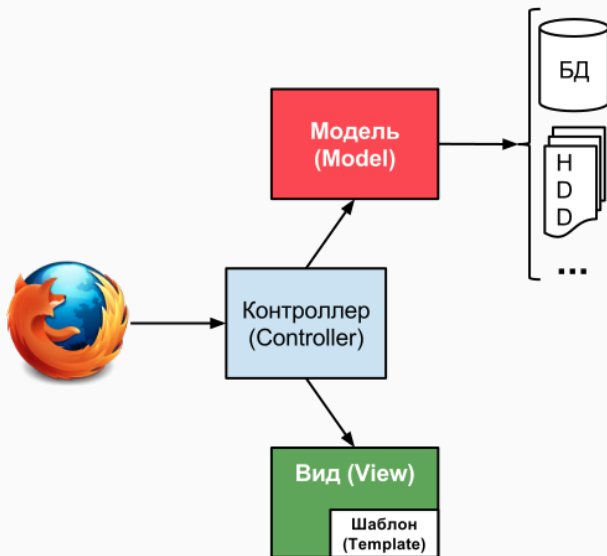 БД
Модель
(Model)
H
D
D
...
Контроллер
(Controller)
Вид (View)
Шаблон
(Template)